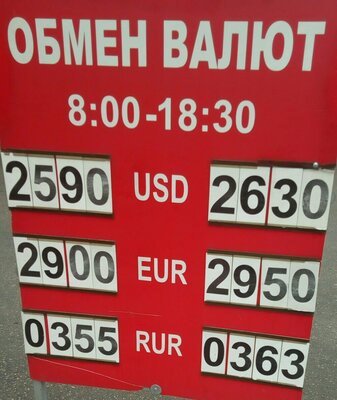 ОБМЕН ВАЛЮТ
8:00-18:30
2590 USD 2630
2900 EUR 2950
0355 RUR 0363